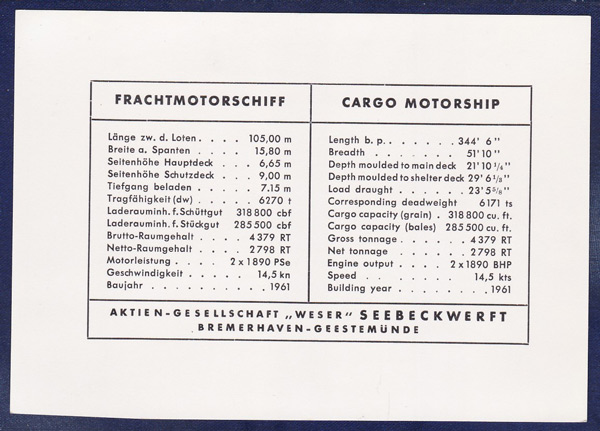 FRACHTMOTORSCHIFF
Länge zw. d. Loten . . . . 105,00 m
Breite a. Spanten . . . . 15,80 m
Seitenhöhe Hauptdeck . . . 6,65 m
Seitenhöhe Schutzdeck . . . 9,00 m
Tiefgang beladen . . . . . 7,15 m
Tragfähigkeit (dw) . . . . . 6270 t
Laderauminh. f. Schüttgut 318 800 cbf
Laderauminh. f. Stückgut 285 500 cbf
Brutto-Raumgehalt . . . 4379 RT
Netto-Raumgehalt . . . . 2798 RT
Motorleistung . . . . 2 x 1890 PSe
Geschwindigkeit . . . . . 14,5 kn
Baujahr . . . . . . . . . . 1961
CARGO MOTORSHIP
Length b. p. . . . . . . 344' 6"
Breadth . . . . . . . 51' 10"
Depth moulded to main deck 21' 10 1/4"
Depth moulded to shelter deck 29' 6 1/3"
Load draught . . . . . . 23' 5 5/8"
Corresponding deadweight 6171 ts
Cargo capacity (grain) . 318 800 cu. ft.
Cargo capacity (bales) 285 500 cu. ft.
Gross tonnage . . . . . 4379 RT
Net tonnage . . . . . . 2798 RT
Engine output . . . . 2 x 1890 BHP
Speed . . . . . . . . 14,5 kts
Building year . . . . . . . . 1961
AKTIEN-GESELLSCHAFT „WESER" SEEBECKWERFT
BREMERHAVEN-GEESTEMÜNDE